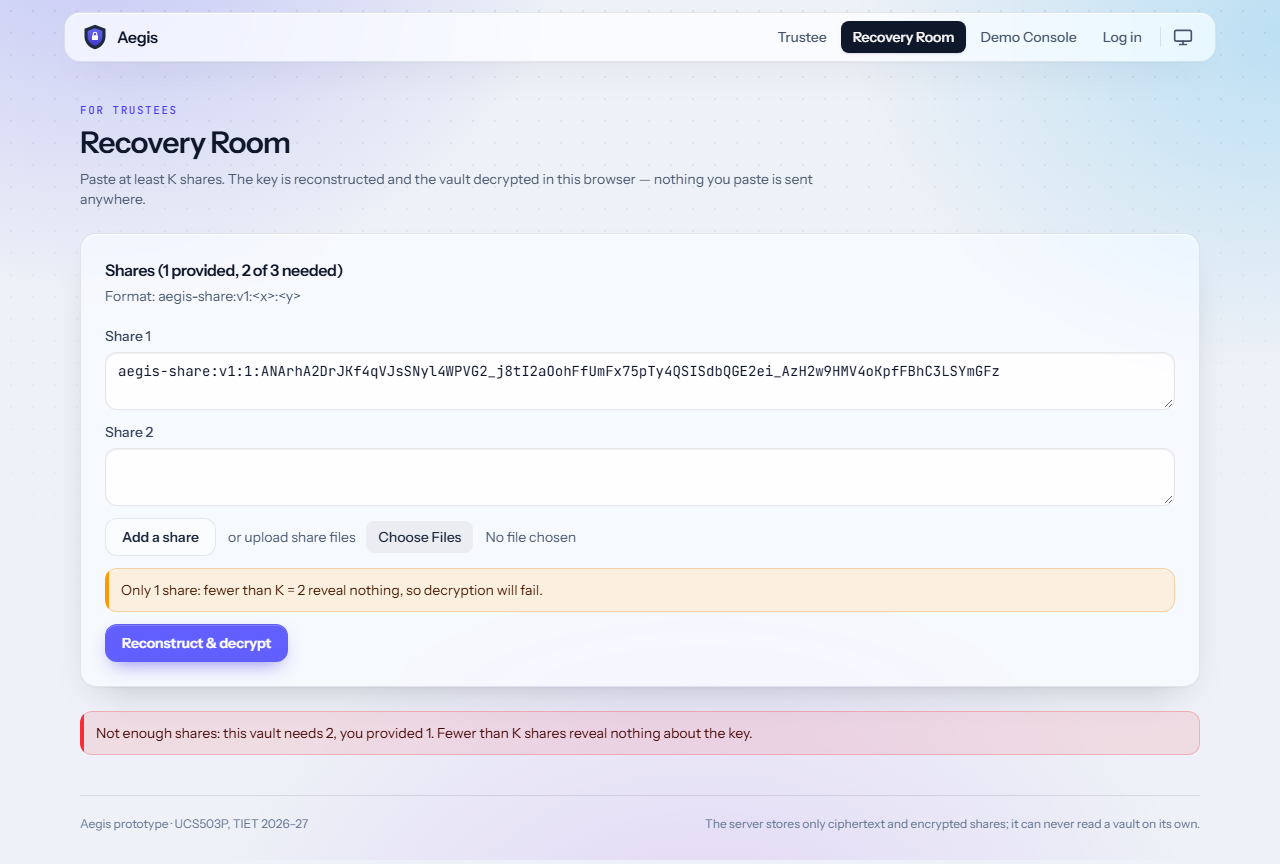 Aegis
Trustee
Recovery Room
Demo Console
Log in
FOR TRUSTEES
Recovery Room
Paste at least K shares. The key is reconstructed and the vault decrypted in this browser — nothing you paste is sent
anywhere.
Shares (1 provided, 2 of 3 needed)
Format: aegis-share:v1:<x>:<y>
Share 1
aegis-share:v1:1:ANArhA2DrJKf4qVJsSNyl4WPVG2_j8tI2aOohFfUmFx75pTy4QSISdbQGE2ei_AzH2w9HMV4oKpfFBhC3LSYmGFz
Share 2
Add a share
or upload share files
Choose Files
No file chosen
Only 1 share: fewer than K = 2 reveal nothing, so decryption will fail.
Reconstruct & decrypt
Not enough shares: this vault needs 2, you provided 1. Fewer than K shares reveal nothing about the key.
Aegis prototype · UCS503P, TIET 2026–27
The server stores only ciphertext and encrypted shares; it can never read a vault on its own.